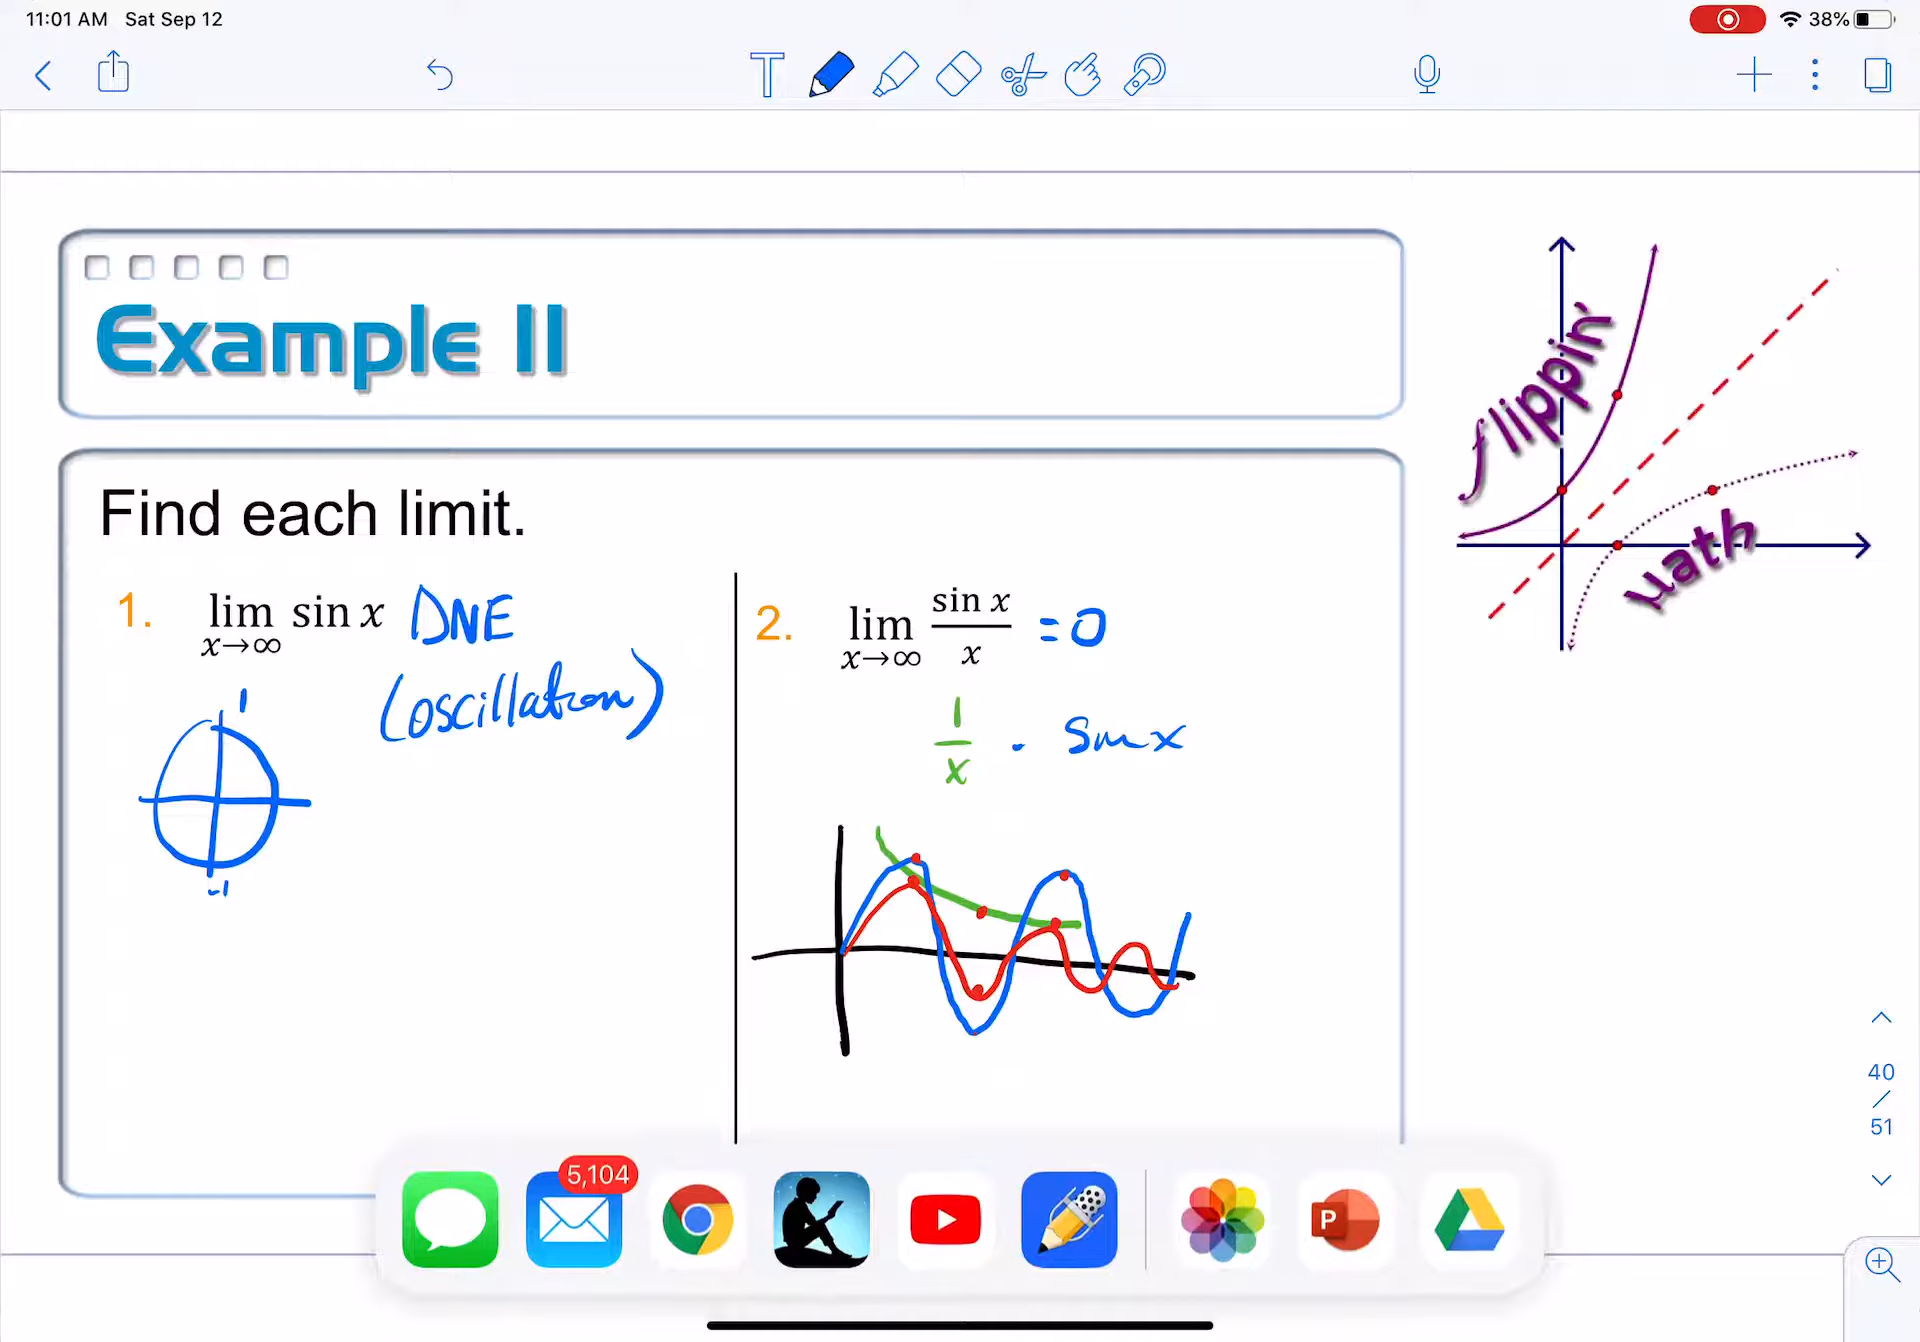 11:01 AM Sat Sep 12
38%
Example II
flippin'
math
Find each limit.
1. lim x→∞ sin x DNE
(oscillation)
1
-1
2. lim x→∞ sin x / x = 0
1/x · sin x
40
/
51
5,104
P